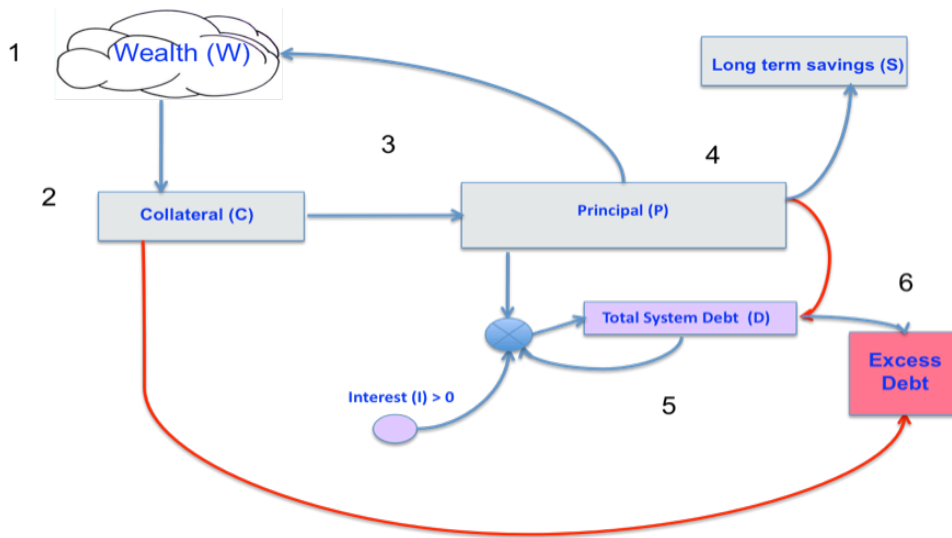 1
Wealth (W)
Long term savings (S)
3
4
2
Collateral (C)
Principal (P)
6
Total System Debt (D)
Excess
Debt
Interest (I) > 0
5